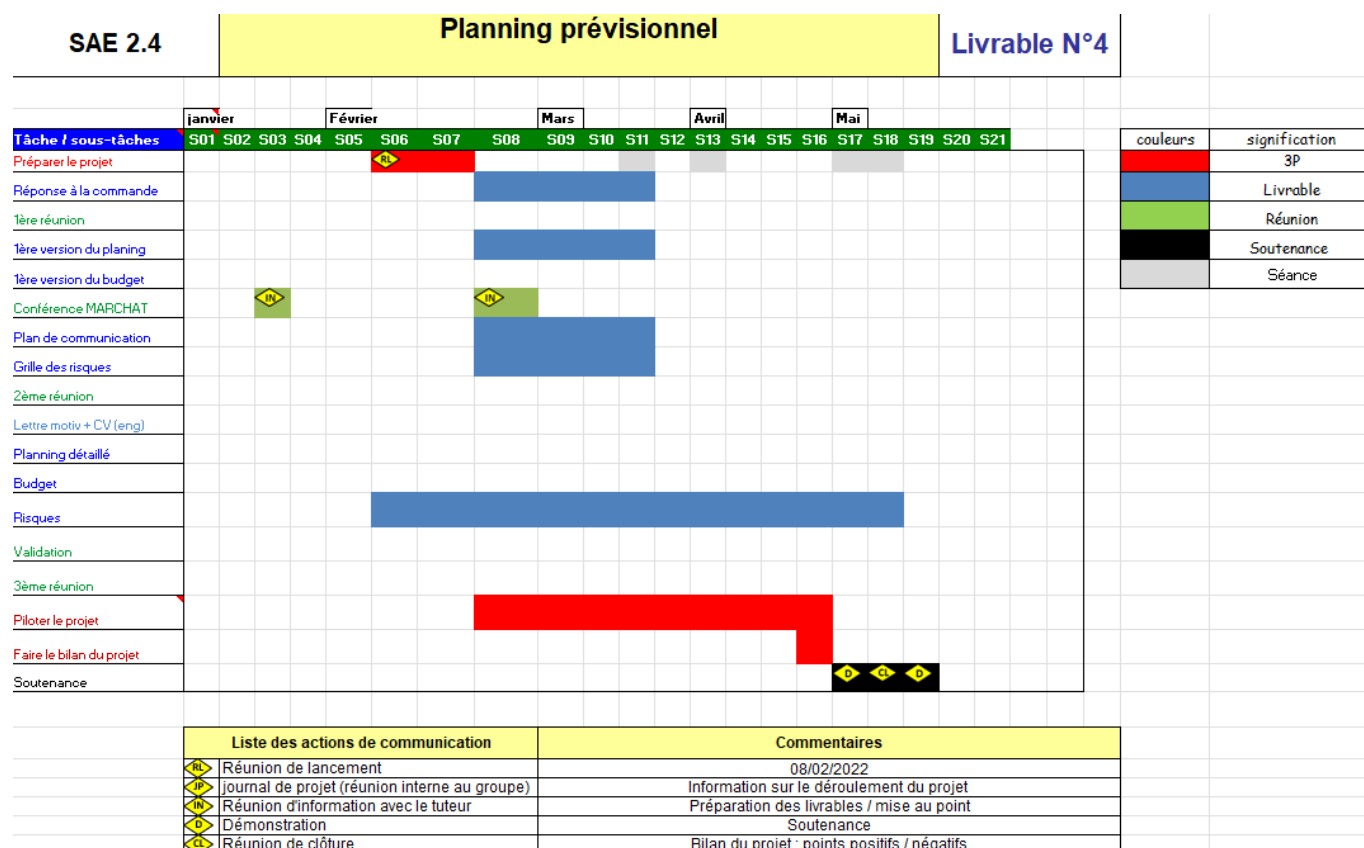 SAE 2.4 Planning prévisionnel Livrable N°4
janvier Février Mars Avril Mai
Tâche / sous-tâches S01 S02 S03 S04 S05 S06 S07 S08 S09 S10 S11 S12 S13 S14 S15 S16 S17 S18 S19 S20 S21 couleurs signification
Préparer le projet RL 3P
Réponse à la commande Livrable
1ère réunion Réunion
1ère version du planing Soutenance
1ère version du budget Séance
Conférence MARCHAT IN IN
Plan de communication
Grille des risques
2ème réunion
Lettre motiv + CV (eng)
Planning détaillé
Budget
Risques
Validation
3ème réunion
Piloter le projet
Faire le bilan du projet
Soutenance D CL D
Liste des actions de communication Commentaires
RL Réunion de lancement 08/02/2022
JP journal de projet (réunion interne au groupe) Information sur le déroulement du projet
IN Réunion d'information avec le tuteur Préparation des livrables / mise au point
D Démonstration Soutenance
CL Réunion de clôture Bilan du projet : points positifs / négatifs